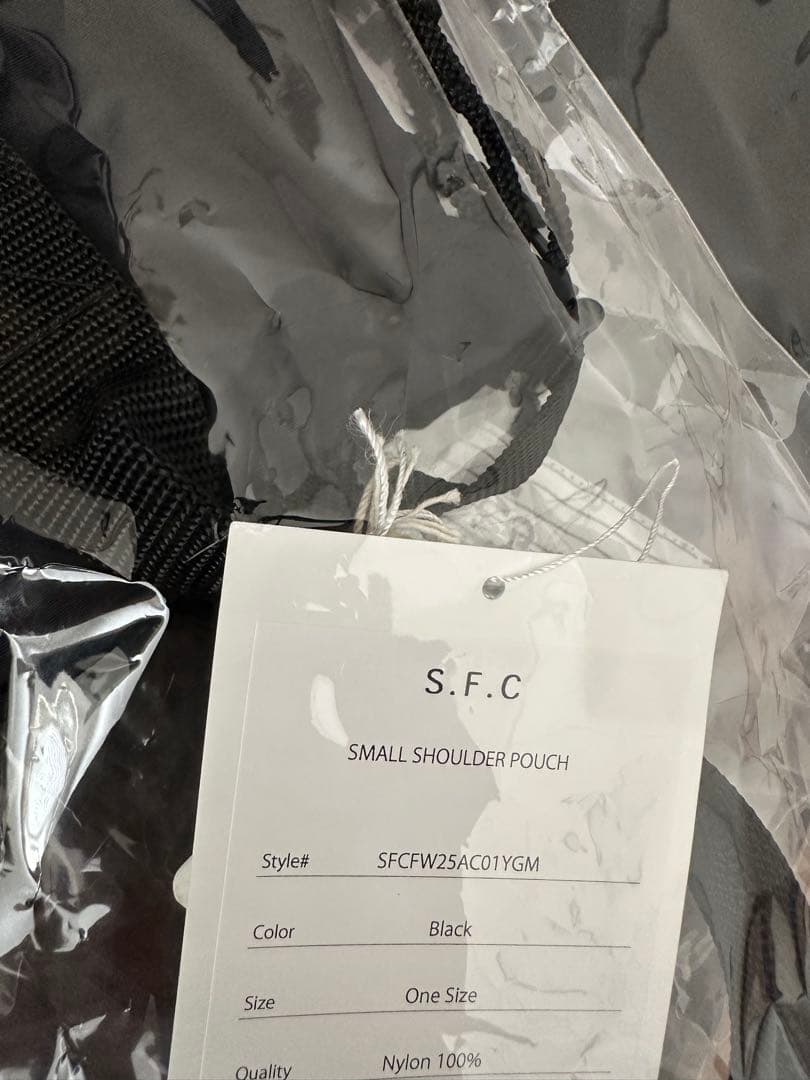 S.F.C
SMALL SHOULDER POUCH
Style# SFCFW25AC01YGM
Color Black
Size One Size
Quality Nylon 100%